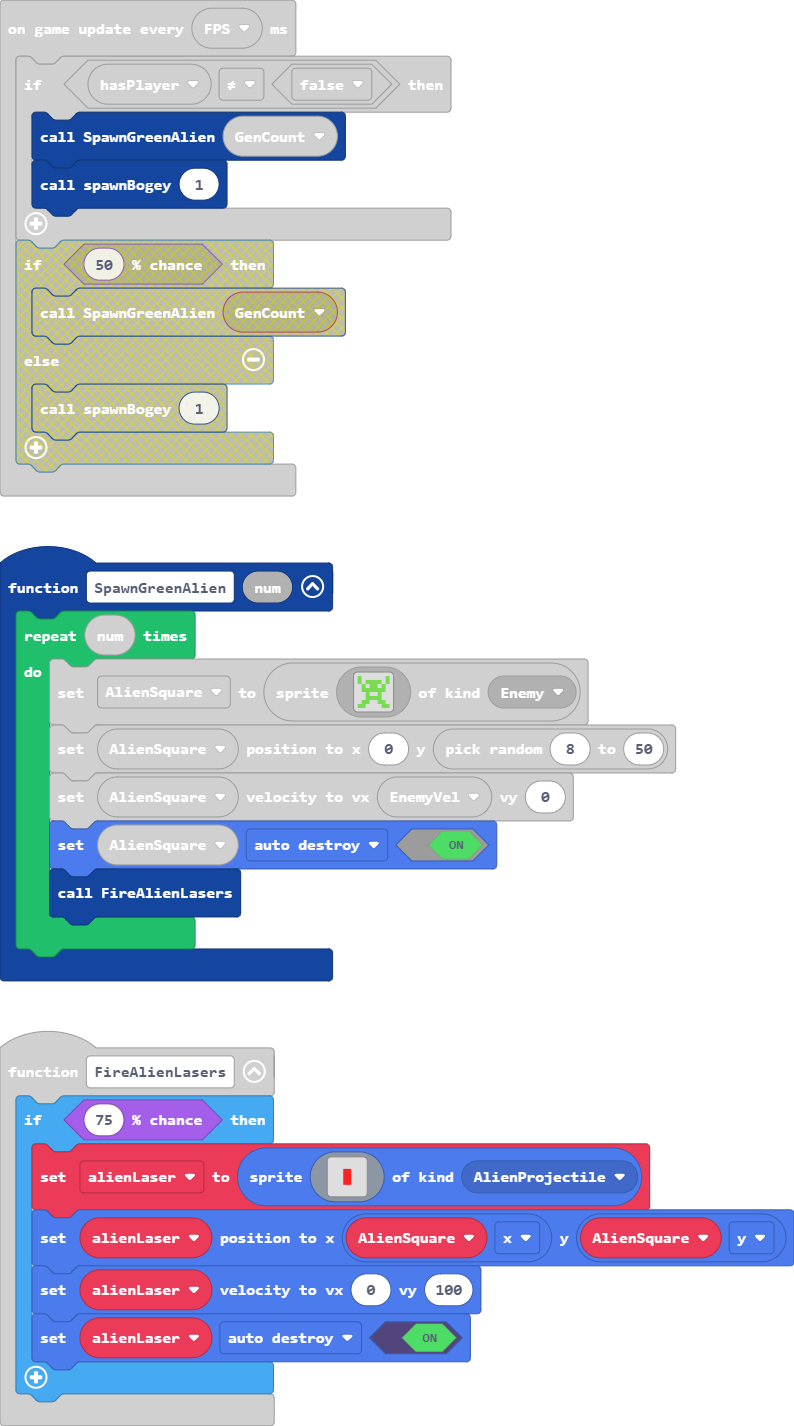 on game update every FPS ms
if hasPlayer ≠ false then
call SpawnGreenAlien GenCount
call spawnBogey 1
if 50 % chance then
call SpawnGreenAlien GenCount
else
call spawnBogey 1
function SpawnGreenAlien num
repeat num times
do
set AlienSquare to sprite of kind Enemy
set AlienSquare position to x 0 y pick random 8 to 50
set AlienSquare velocity to vx EnemyVel vy 0
set AlienSquare auto destroy ON
call FireAlienLasers
function FireAlienLasers
if 75 % chance then
set alienLaser to sprite of kind AlienProjectile
set alienLaser position to x AlienSquare x y AlienSquare y
set alienLaser velocity to vx 0 vy 100
set alienLaser auto destroy ON